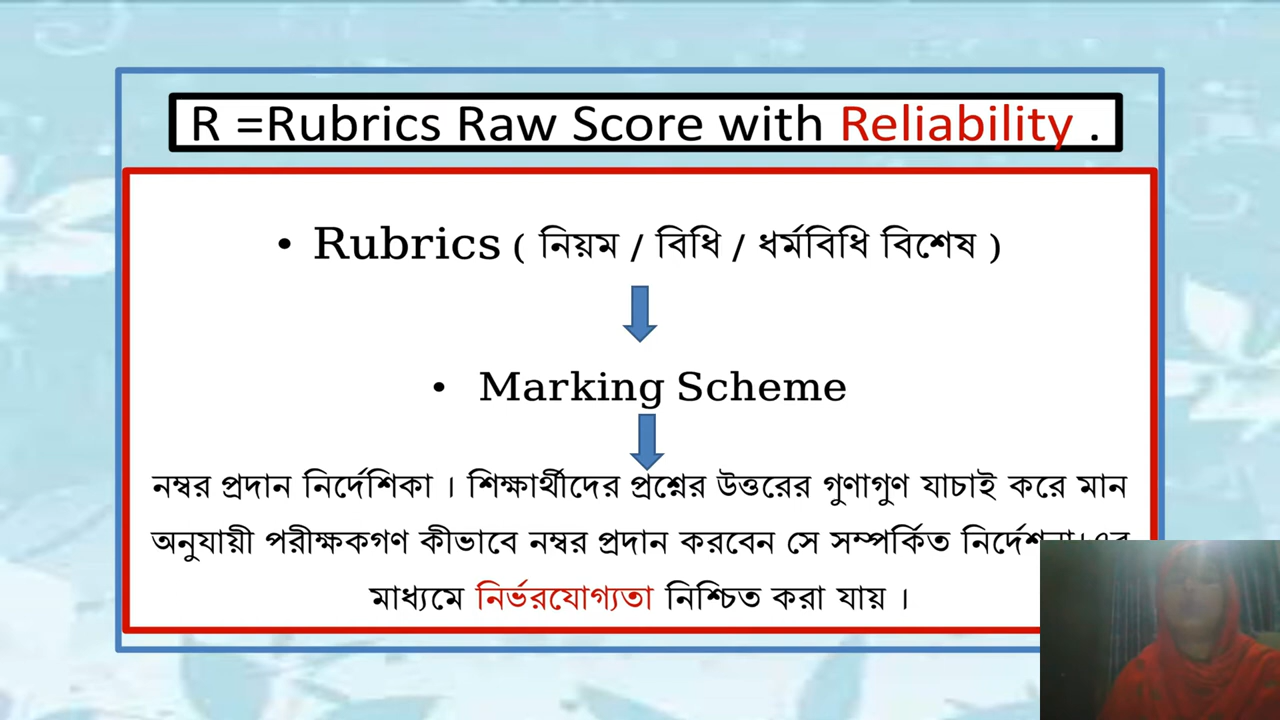 R =Rubrics Raw Score with Reliability .
• Rubrics ( নিয়ম / বিধি / ধর্মবিধি বিশেষ )
• Marking Scheme
নম্বর প্রদান নির্দেশিকা । শিক্ষার্থীদের প্রশ্নের উত্তরের গুণাগুণ যাচাই করে মান
অনুযায়ী পরীক্ষকগণ কীভাবে নম্বর প্রদান করবেন সে সম্পর্কিত
মাধ্যমে নির্ভরযোগ্যতা নিশ্চিত করা যায় ।